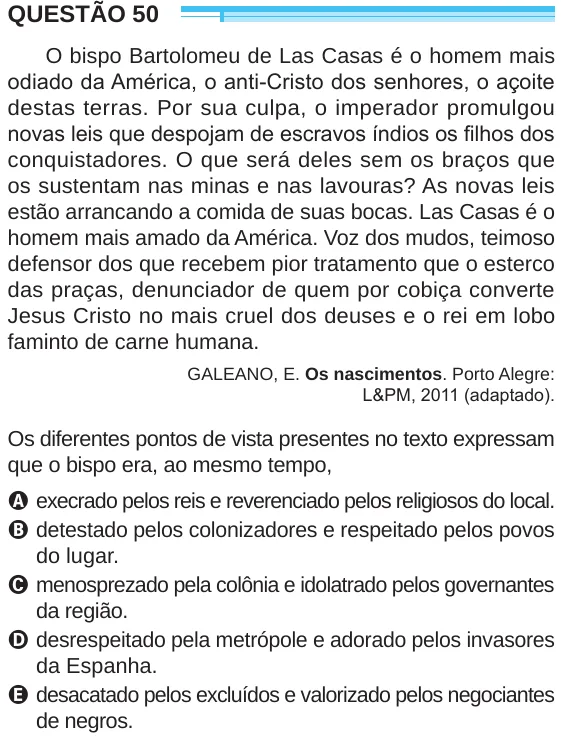 QUESTÃO 50
O bispo Bartolomeu de Las Casas é o homem mais
odiado da América, o anti-Cristo dos senhores, o açoite
destas terras. Por sua culpa, o imperador promulgou
novas leis que despojam de escravos índios os filhos dos
conquistadores. O que será deles sem os braços que
os sustentam nas minas e nas lavouras? As novas leis
estão arrancando a comida de suas bocas. Las Casas é o
homem mais amado da América. Voz dos mudos, teimoso
defensor dos que recebem pior tratamento que o esterco
das praças, denunciador de quem por cobiça converte
Jesus Cristo no mais cruel dos deuses e o rei em lobo
faminto de carne humana.
GALEANO, E. Os nascimentos. Porto Alegre:
L&PM, 2011 (adaptado).
Os diferentes pontos de vista presentes no texto expressam
que o bispo era, ao mesmo tempo,
A execrado pelos reis e reverenciado pelos religiosos do local.
B detestado pelos colonizadores e respeitado pelos povos
do lugar.
C menosprezado pela colônia e idolatrado pelos governantes
da região.
D desrespeitado pela metrópole e adorado pelos invasores
da Espanha.
E desacatado pelos excluídos e valorizado pelos negociantes
de negros.